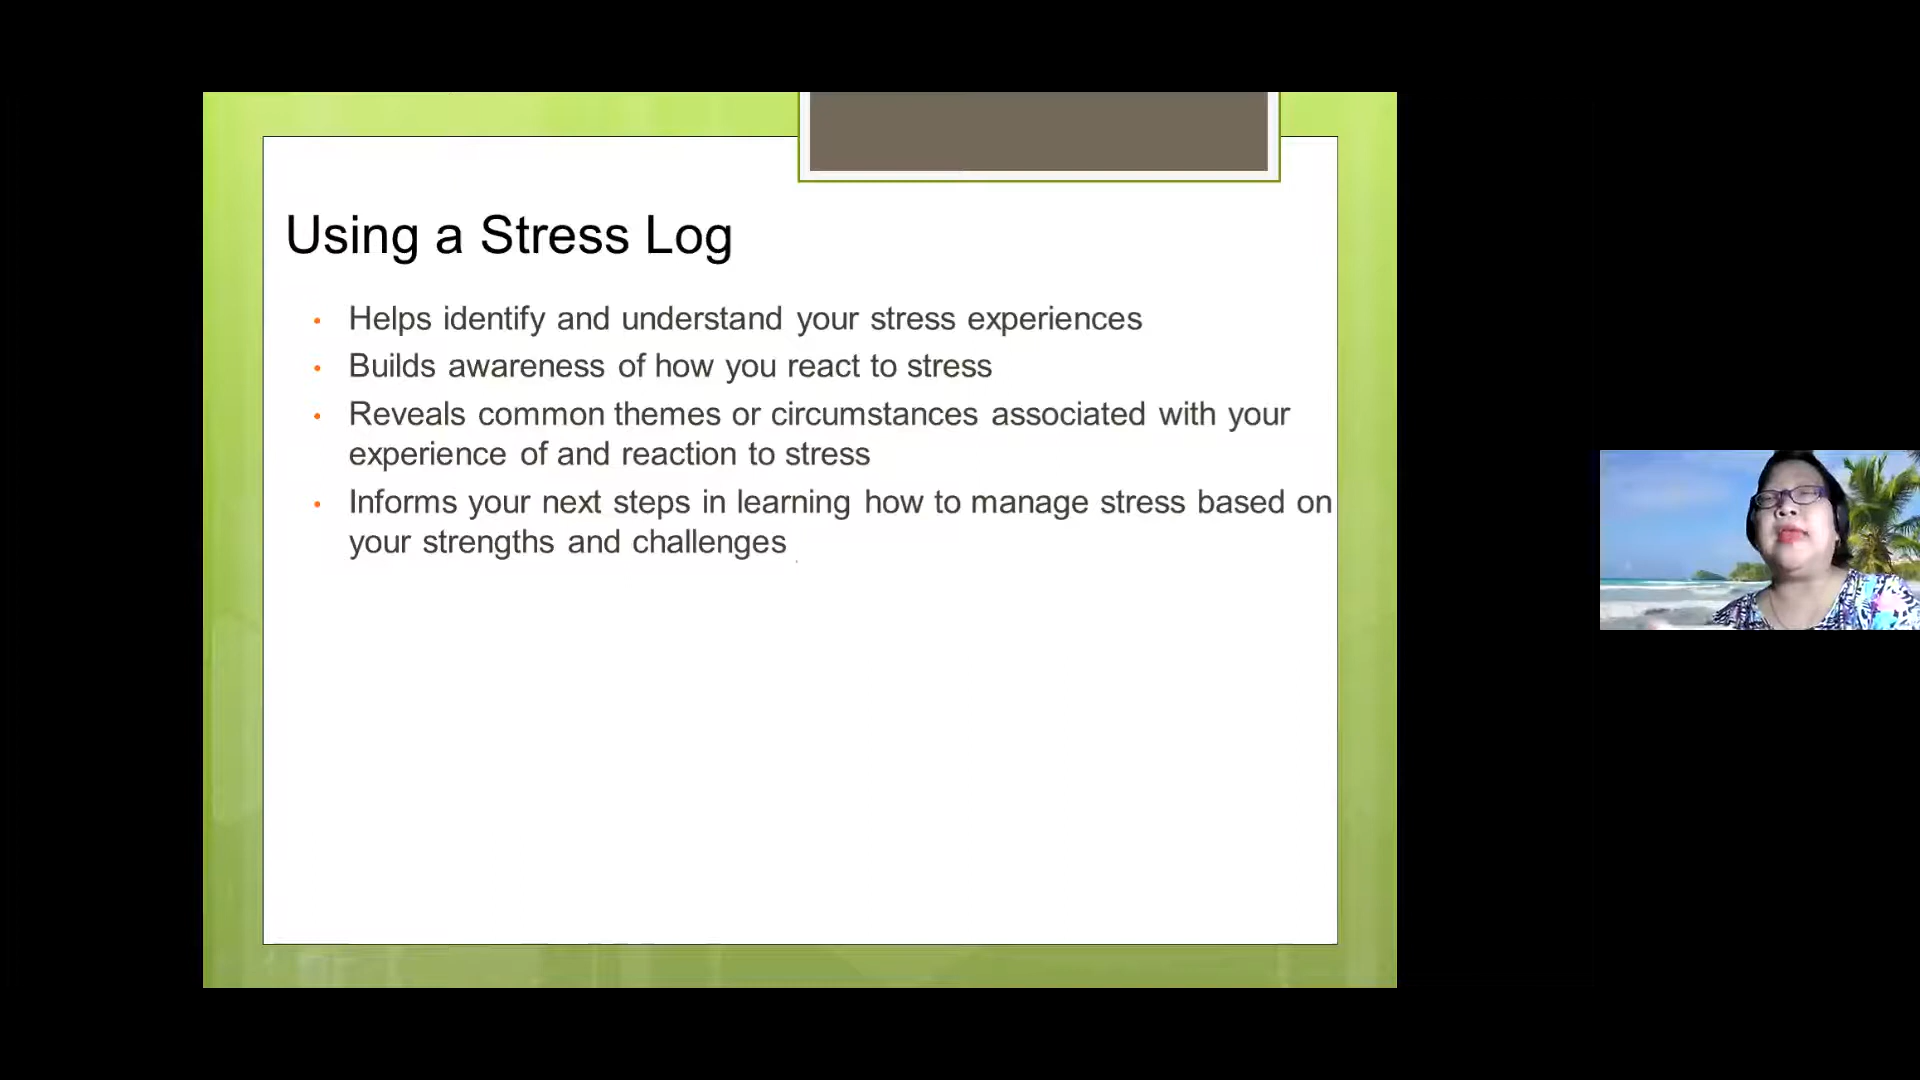 Using a Stress Log
• Helps identify and understand your stress experiences
• Builds awareness of how you react to stress
• Reveals common themes or circumstances associated with your
experience of and reaction to stress
• Informs your next steps in learning how to manage stress based on
your strengths and challenges